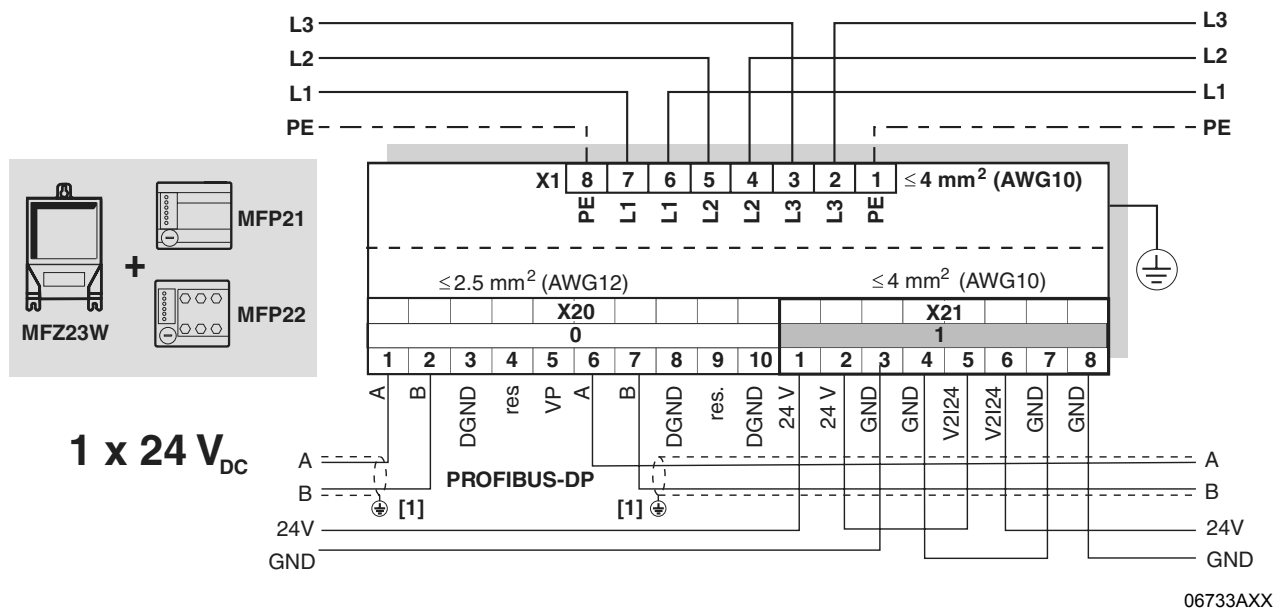 L3 L3
L2 L2
L1 L1
PE PE
X1 8 7 6 5 4 3 2 1 ≤ 4 mm² (AWG10)
PE L1 L1 L2 L2 L3 L3 PE
MFP21
+
MFP22
MFZ23W
≤ 2.5 mm² (AWG12) ≤ 4 mm² (AWG10)
X20 X21
0 1
1 2 3 4 5 6 7 8 9 10 1 2 3 4 5 6 7 8
A B DGND res VP A B DGND res. DGND 24 V 24 V GND GND V2I24 V2I24 GND GND
1 x 24 V DC
A A
PROFIBUS-DP
B B
[1] [1]
24V 24V
GND GND
06733AXX